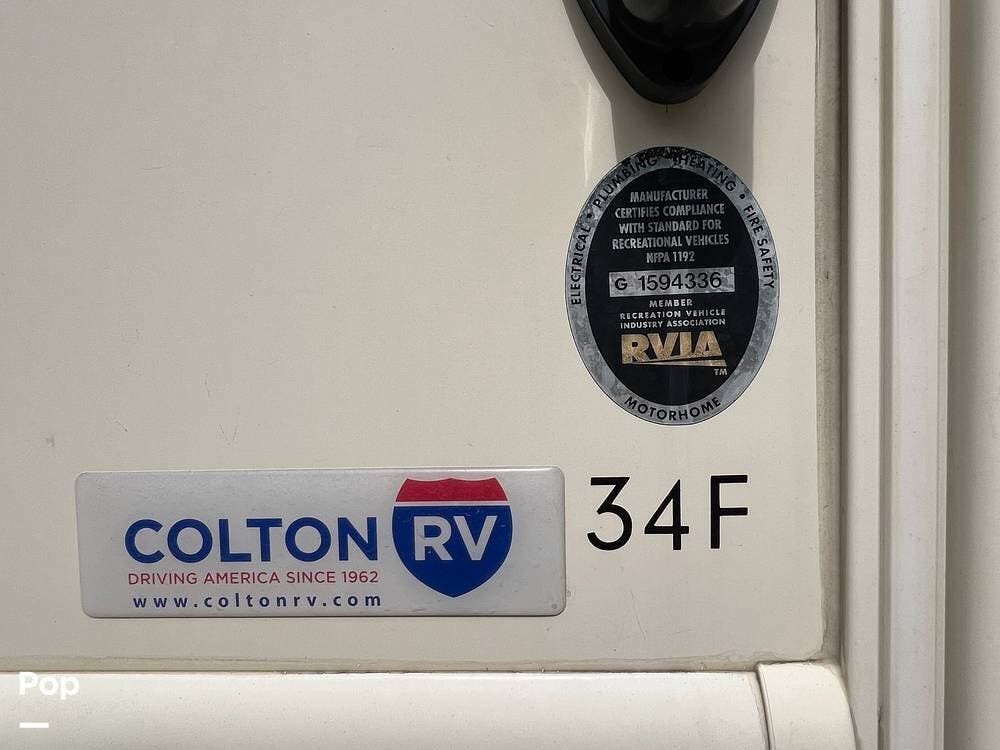 ELECTRICAL • PLUMBING • HEATING • FIRE SAFETY
MANUFACTURER
CERTIFIES COMPLIANCE
WITH STANDARD FOR
RECREATIONAL VEHICLES
NFPA 1192
G 1594336
MEMBER
RECREATION VEHICLE
INDUSTRY ASSOCIATION
RVIA
TM
MOTORHOME
34F
COLTON RV
DRIVING AMERICA SINCE 1962
www.coltonrv.com
Pop